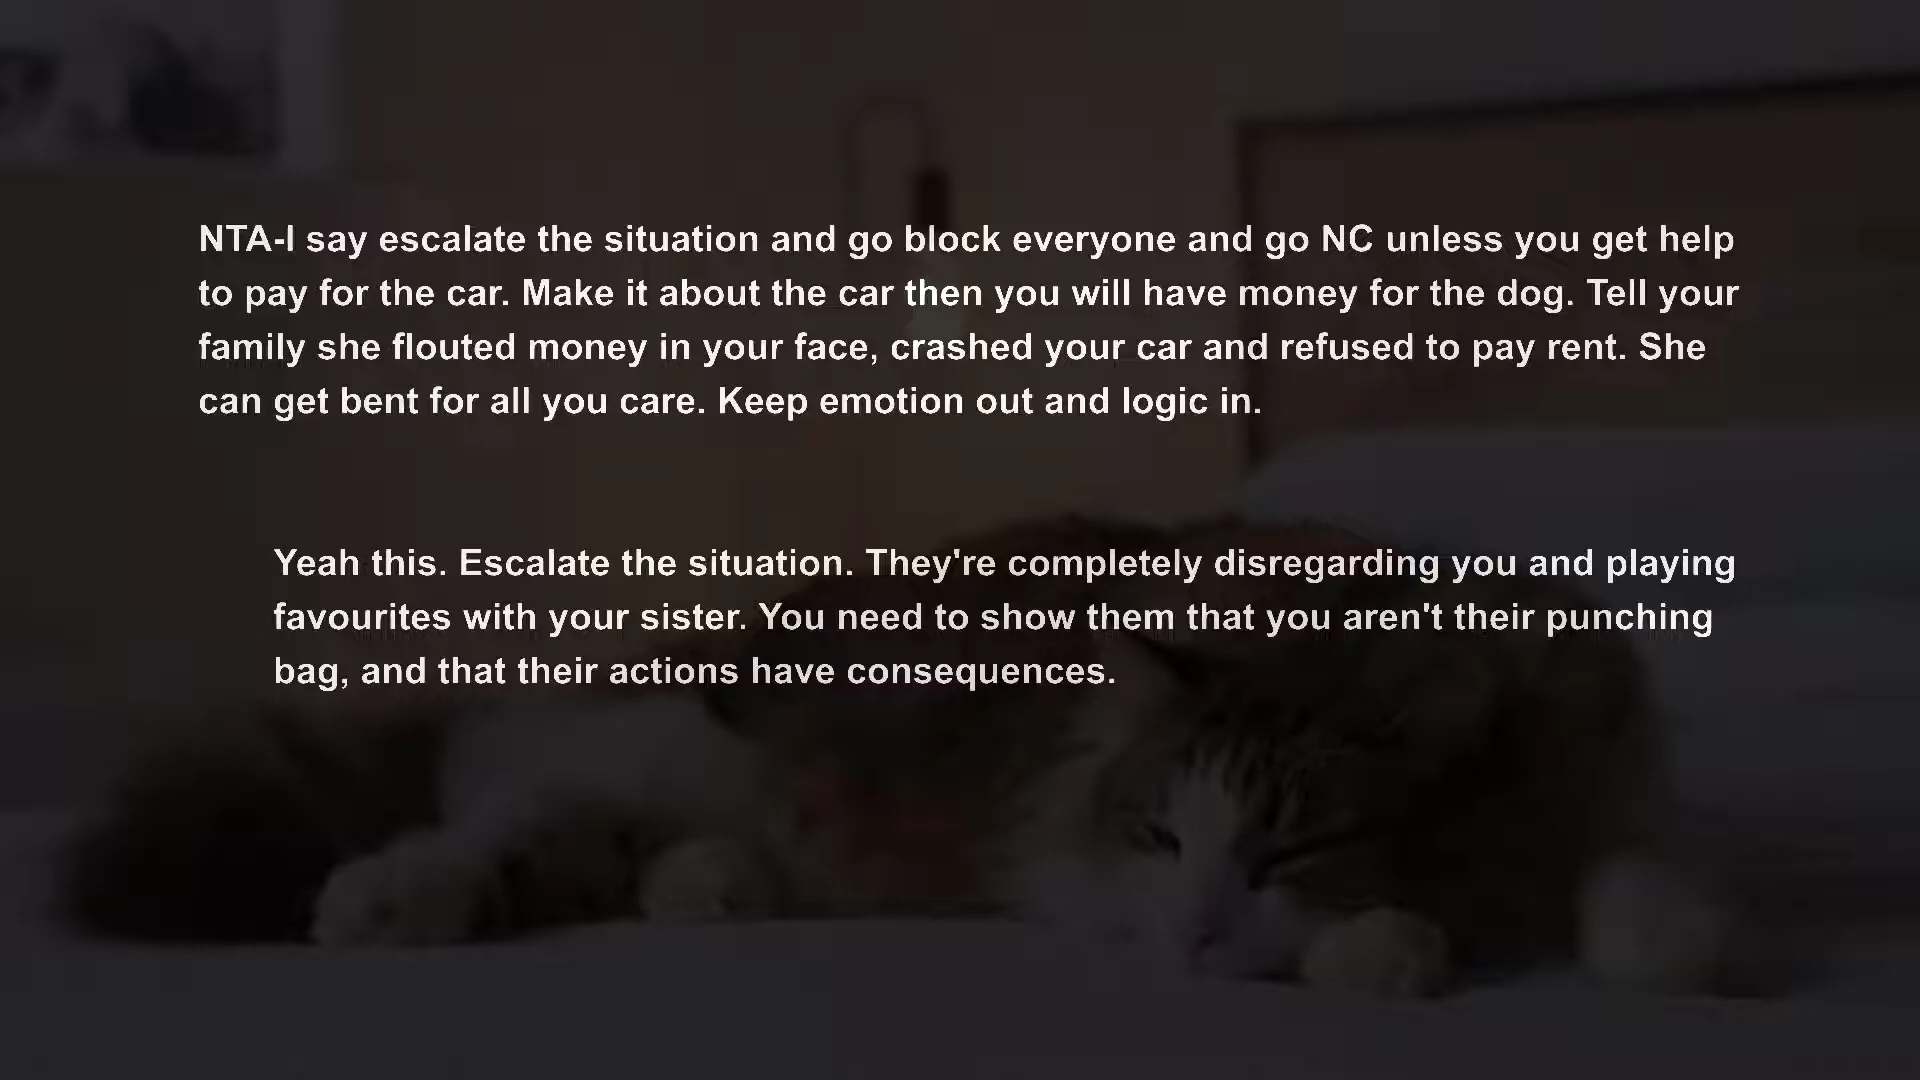 NTA-I say escalate the situation and go block everyone and go NC unless you get help
to pay for the car. Make it about the car then you will have money for the dog. Tell your
family she flouted money in your face, crashed your car and refused to pay rent. She
can get bent for all you care. Keep emotion out and logic in.
Yeah this. Escalate the situation. They're completely disregarding you and playing
favourites with your sister. You need to show them that you aren't their punching
bag, and that their actions have consequences.